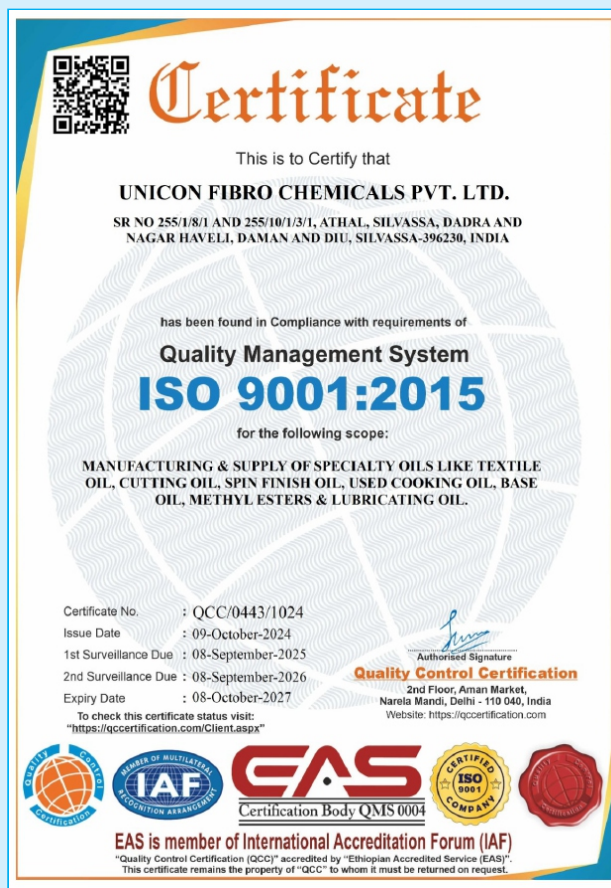 Certificate
This is to Certify that
UNICON FIBRO CHEMICALS PVT. LTD.
SR NO 255/1/8/1 AND 255/10/1/3/1, ATHAL, SILVASSA, DADRA AND
NAGAR HAVELI, DAMAN AND DIU, SILVASSA-396230, INDIA
has been found in Compliance with requirements of
Quality Management System
ISO 9001:2015
for the following scope:
MANUFACTURING & SUPPLY OF SPECIALTY OILS LIKE TEXTILE
OIL, CUTTING OIL, SPIN FINISH OIL, USED COOKING OIL, BASE
OIL, METHYL ESTERS & LUBRICATING OIL.
Certificate No. : QCC/0443/1024
Issue Date : 09-October-2024
1st Surveillance Due : 08-September-2025
2nd Surveillance Due : 08-September-2026
Expiry Date : 08-October-2027
To check this certificate status visit:
"https://qccertification.com/Client.aspx"
Authorised Signature
Quality Control Certification
2nd Floor, Aman Market,
Narela Mandi, Delhi - 110 040, India
Website: https://qccertification.com
Quality Control
Certification
MEMBER OF MULTILATERAL
IAF
RECOGNITION ARRANGEMENT
EAS
Certification Body QMS 0004
CERTIFIED
ISO
9001
COMPANY
EAS is member of International Accreditation Forum (IAF)
"Quality Control Certification (QCC)" accredited by "Ethiopian Accredited Service (EAS)".
This certificate remains the property of "QCC" to whom it must be returned on request.